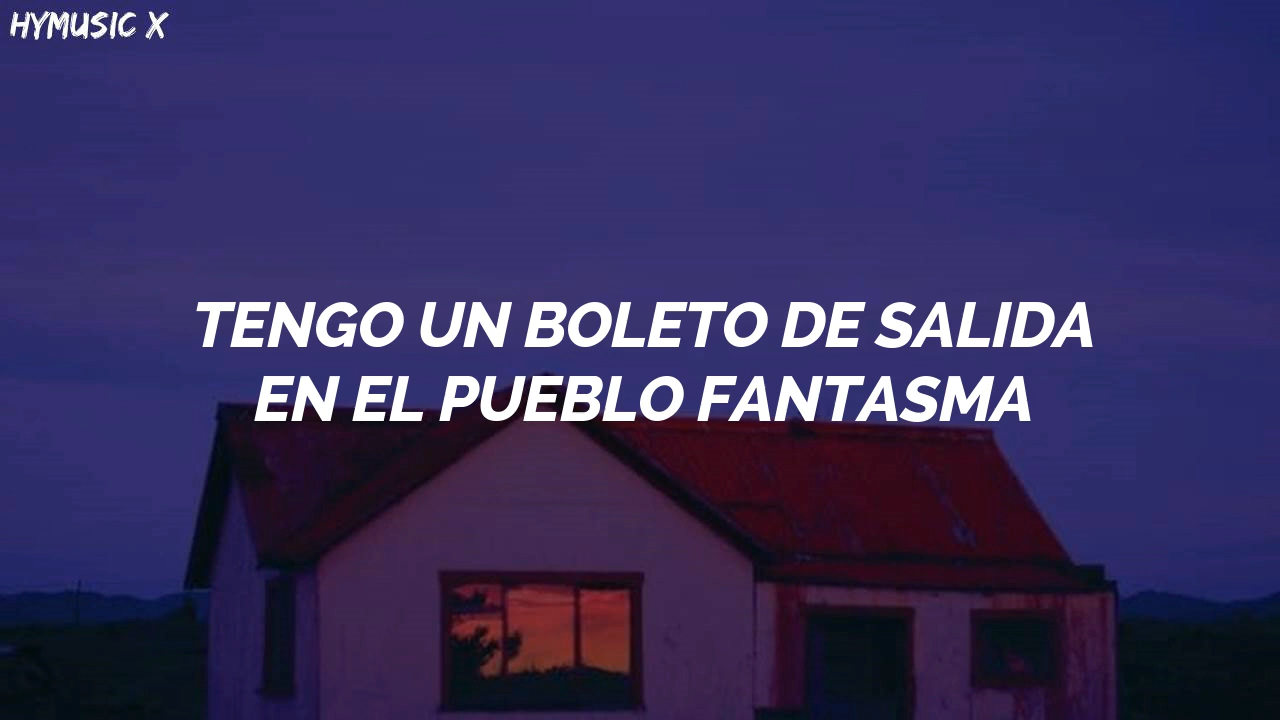 HYMUSIC X
TENGO UN BOLETO DE SALIDA
EN EL PUEBLO FANTASMA